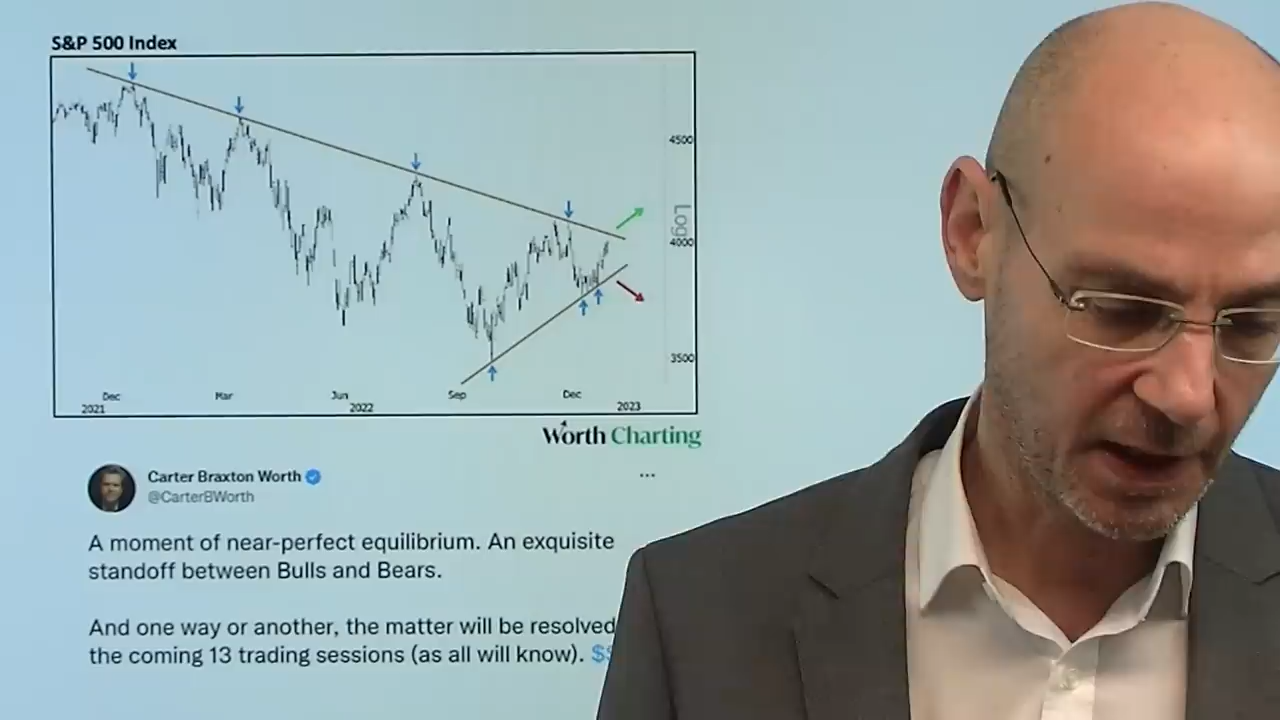 S&P 500 Index
4500
Log
4000
3500
Dec
Mar
Jun
Sep
Dec
2021
2022
2023
Worth Charting
Carter Braxton Worth
@CarterBWorth
...
A moment of near-perfect equilibrium. An exquisite
standoff between Bulls and Bears.
And one way or another, the matter will be resolved
the coming 13 trading sessions (as all will know). $